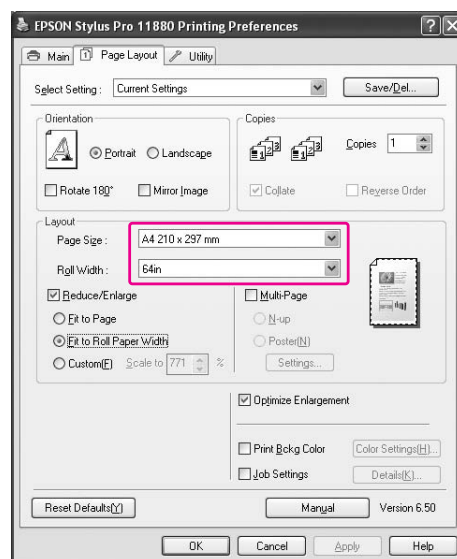 EPSON Stylus Pro 11880 Printing Preferences
Main Page Layout Utility
Select Setting : Current Settings Save/Del...
Orientation
Portrait Landscape
Rotate 180° Mirror Image
Copies
Copies 1
Collate Reverse Order
Layout
Page Size : A4 210 x 297 mm
Roll Width : 64in
Reduce/Enlarge
Fit to Page
Fit to Roll Paper Width
Custom(E) Scale to 771 %
Multi-Page
N-up
Poster(N)
Settings...
Optimize Enlargement
Print Bckg Color Color Settings(H)...
Job Settings Details(K)...
Reset Defaults(Y) Manual Version 6.50
OK Cancel Apply Help